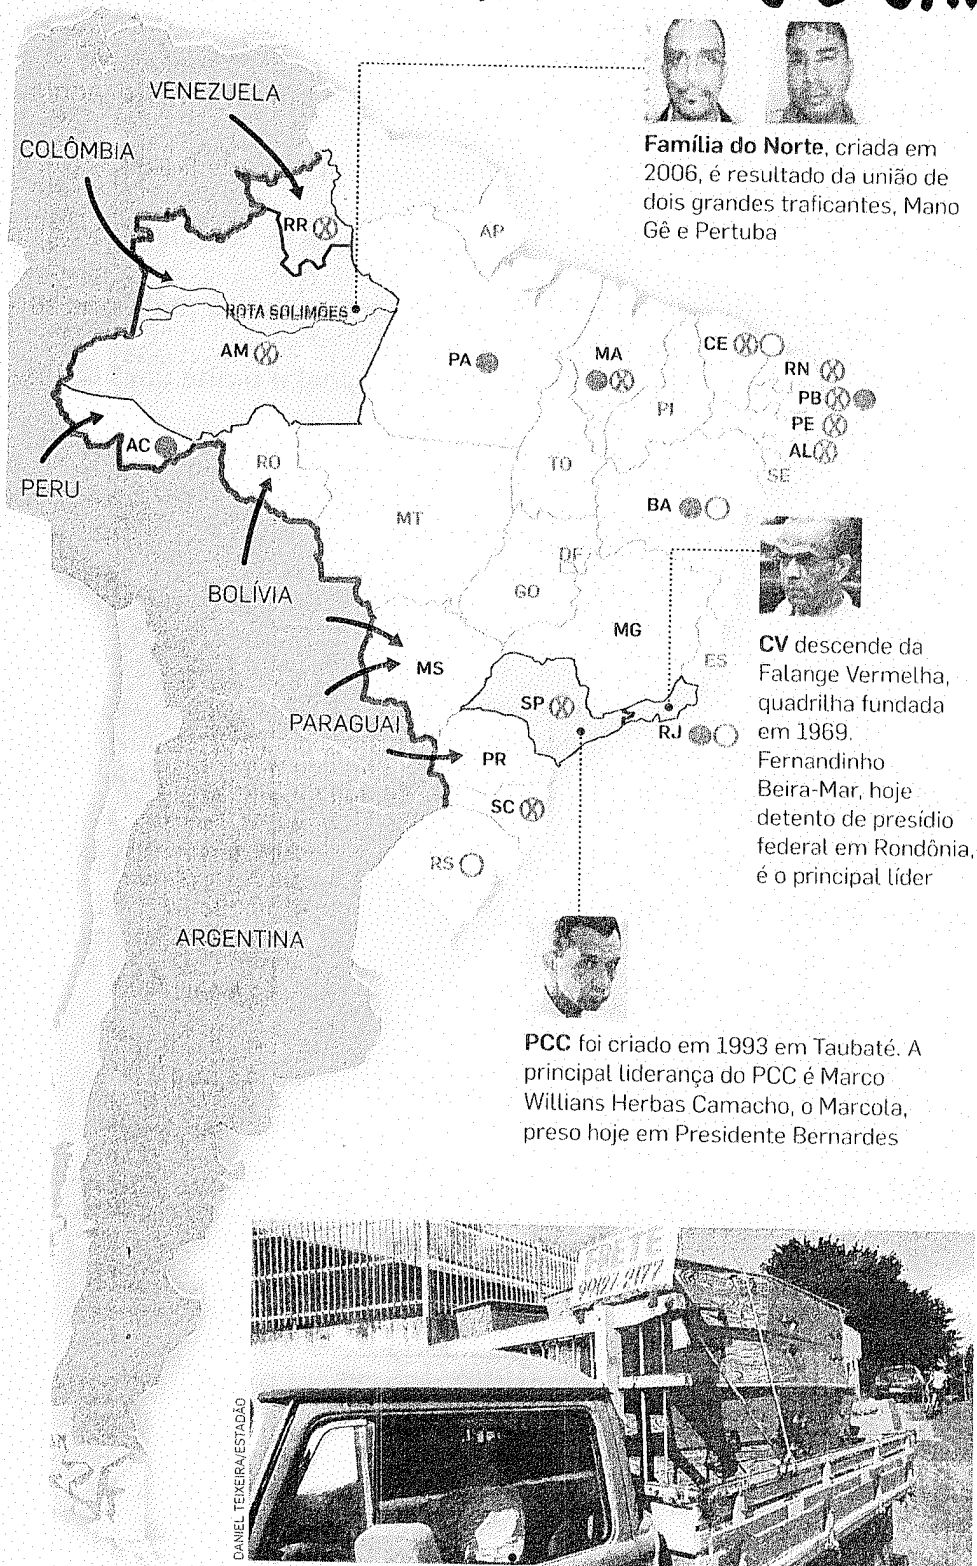 VENEZUELA
COLÔMBIA
RR
Família do Norte, criada em
2006, é resultado da união de
dois grandes traficantes, Mano
Gê e Pertuba
AP
ROTA SOLIMÕES
AM
PA
MA
CE
RN
PB
PE
AL
SE
PI
TO
AC
RO
PERU
MT
BA
DF
GO
BOLÍVIA
MG
ES
MS
SP
RJ
PARAGUAI
PR
SC
RS
CV descende da
Falange Vermelha,
quadrilha fundada
em 1969.
Fernandinho
Beira-Mar, hoje
detento de presídio
federal em Rondônia,
é o principal líder
ARGENTINA
PCC foi criado em 1993 em Taubaté. A
principal liderança do PCC é Marco
Willians Herbas Camacho, o Marcola,
preso hoje em Presidente Bernardes
FRETE
DANIEL TEIXEIRA/ESTADÃO